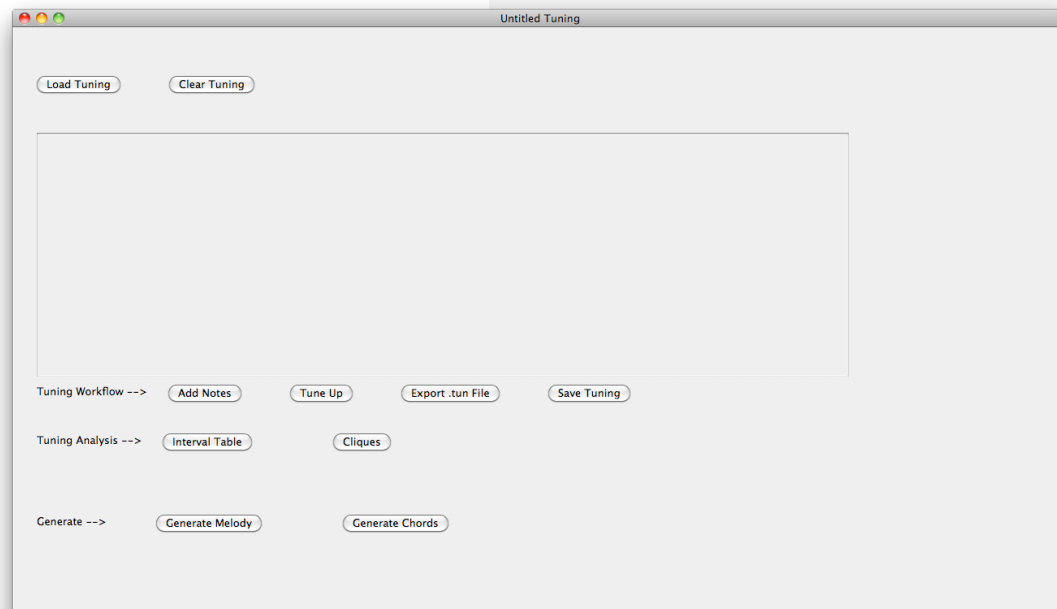 Untitled Tuning
Load Tuning Clear Tuning
Tuning Workflow --> Add Notes Tune Up Export .tun File Save Tuning
Tuning Analysis --> Interval Table Cliques
Generate --> Generate Melody Generate Chords